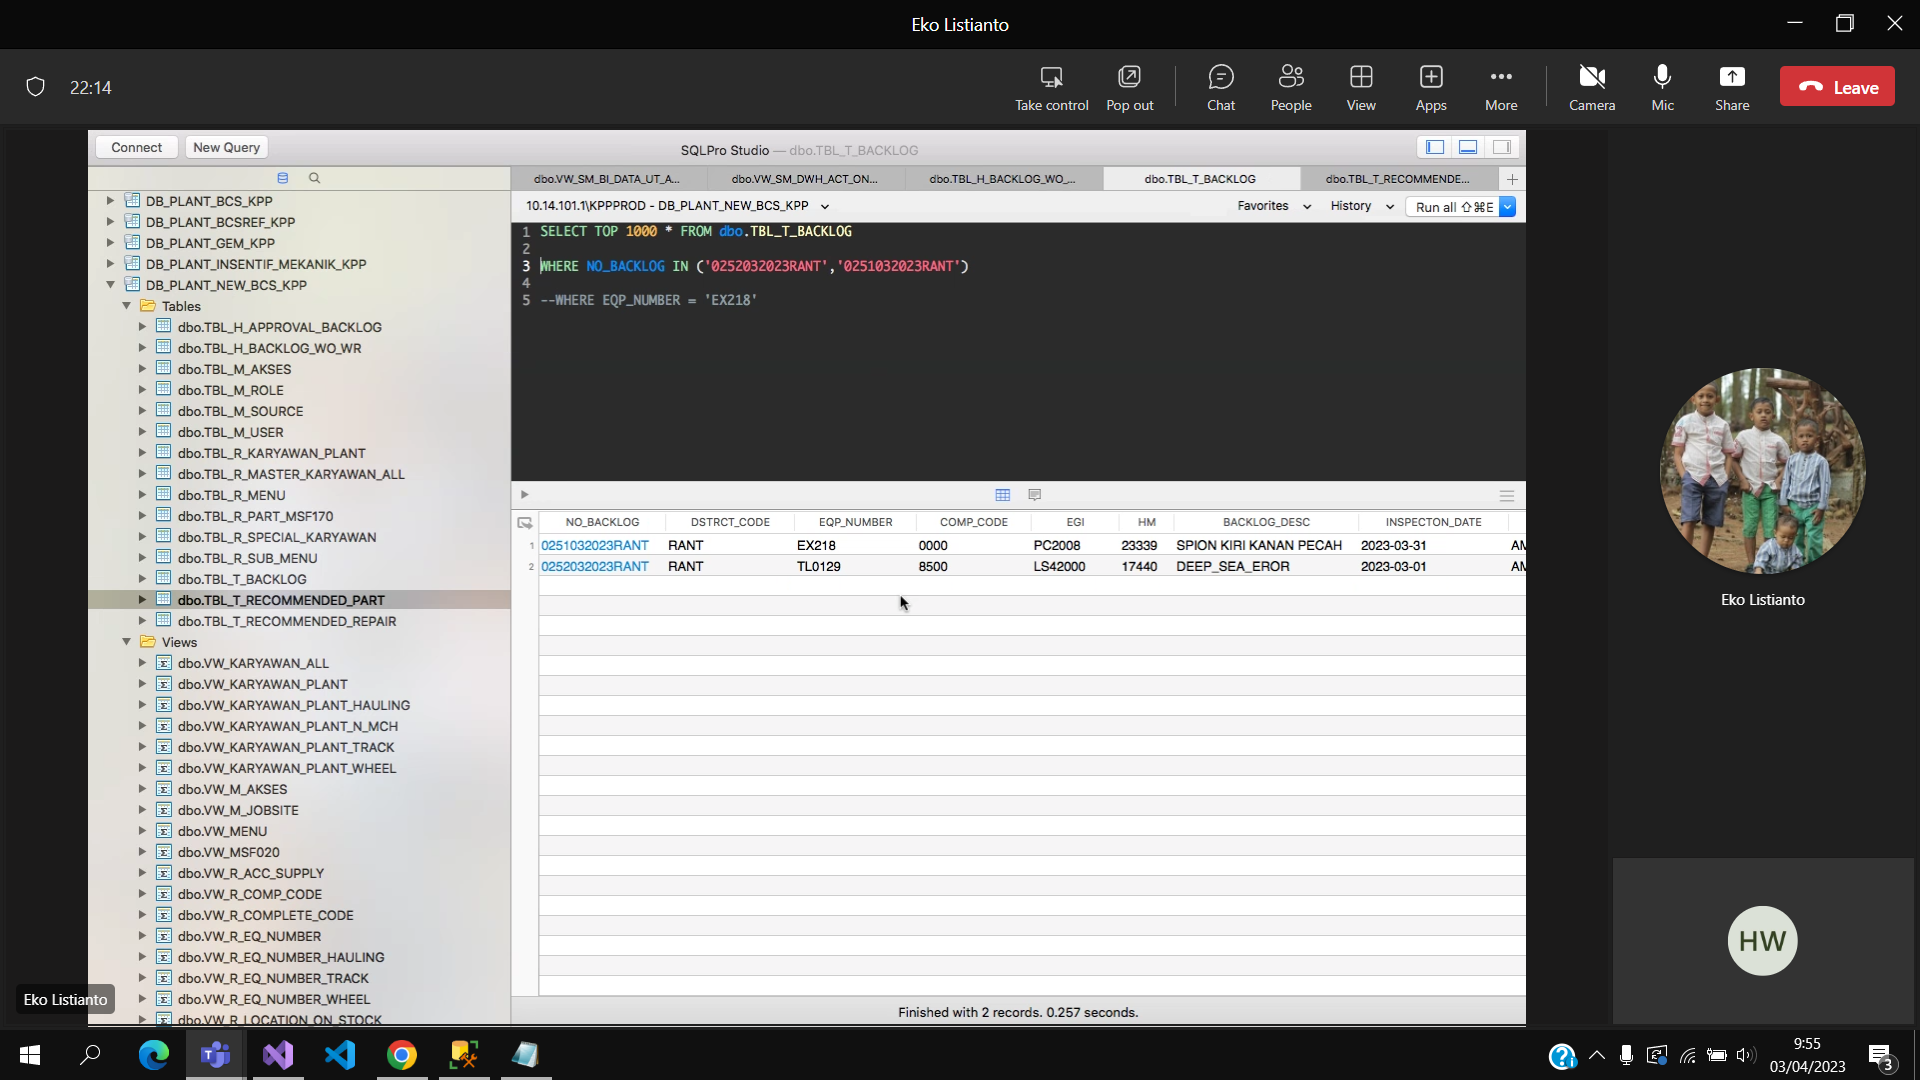 Eko Listianto
22:14
Take control
Pop out
Chat
People
View
Apps
More
Camera
Mic
Share
Leave
Connect
New Query
SQLPro Studio — dbo.TBL_T_BACKLOG
dbo.VW_SM_BI_DATA_UT_A...
dbo.VW_SM_DWH_ACT_ON...
dbo.TBL_H_BACKLOG_WO_...
dbo.TBL_T_BACKLOG
dbo.TBL_T_RECOMMENDE...
10.14.101.1\KPPPROD - DB_PLANT_NEW_BCS_KPP
Favorites
History
Run all ⇧⌘E
1 SELECT TOP 1000 * FROM dbo.TBL_T_BACKLOG
2
3 WHERE NO_BACKLOG IN ('0252032023RANT','0251032023RANT')
4
5 --WHERE EQP_NUMBER = 'EX218'
DB_PLANT_BCS_KPP
DB_PLANT_BCSREF_KPP
DB_PLANT_GEM_KPP
DB_PLANT_INSENTIF_MEKANIK_KPP
DB_PLANT_NEW_BCS_KPP
Tables
dbo.TBL_H_APPROVAL_BACKLOG
dbo.TBL_H_BACKLOG_WO_WR
dbo.TBL_M_AKSES
dbo.TBL_M_ROLE
dbo.TBL_M_SOURCE
dbo.TBL_M_USER
dbo.TBL_R_KARYAWAN_PLANT
dbo.TBL_R_MASTER_KARYAWAN_ALL
dbo.TBL_R_MENU
dbo.TBL_R_PART_MSF170
dbo.TBL_R_SPECIAL_KARYAWAN
dbo.TBL_R_SUB_MENU
dbo.TBL_T_BACKLOG
dbo.TBL_T_RECOMMENDED_PART
dbo.TBL_T_RECOMMENDED_REPAIR
Views
dbo.VW_KARYAWAN_ALL
dbo.VW_KARYAWAN_PLANT
dbo.VW_KARYAWAN_PLANT_HAULING
dbo.VW_KARYAWAN_PLANT_N_MCH
dbo.VW_KARYAWAN_PLANT_TRACK
dbo.VW_KARYAWAN_PLANT_WHEEL
dbo.VW_M_AKSES
dbo.VW_M_JOBSITE
dbo.VW_MENU
dbo.VW_MSF020
dbo.VW_R_ACC_SUPPLY
dbo.VW_R_COMP_CODE
dbo.VW_R_COMPLETE_CODE
dbo.VW_R_EQ_NUMBER
dbo.VW_R_EQ_NUMBER_HAULING
dbo.VW_R_EQ_NUMBER_TRACK
dbo.VW_R_EQ_NUMBER_WHEEL
dbo.VW_R_LOCATION_ON_STOCK
NO_BACKLOG DSTRCT_CODE EQP_NUMBER COMP_CODE EGI HM BACKLOG_DESC INSPECTON_DATE
1 0251032023RANT RANT EX218 0000 PC2008 23339 SPION KIRI KANAN PECAH 2023-03-31 AM
2 0252032023RANT RANT TL0129 8500 LS42000 17440 DEEP_SEA_EROR 2023-03-01 AM
Finished with 2 records. 0.257 seconds.
Eko Listianto
HW
Eko Listianto
9:55
03/04/2023
3